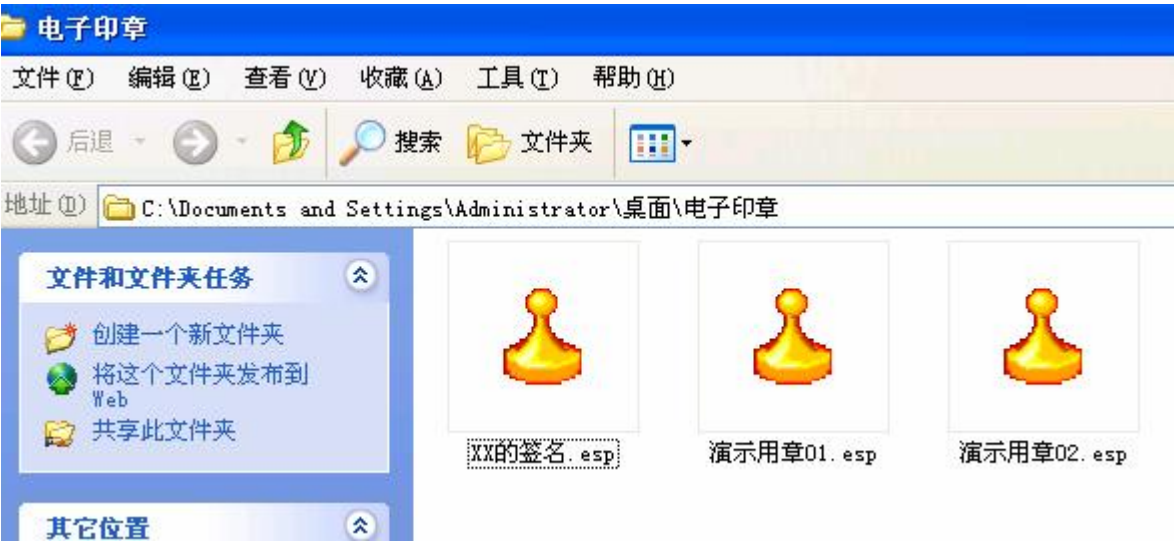 电子印章
文件(F) 编辑(E) 查看(V) 收藏(A) 工具(T) 帮助(H)
后退 搜索 文件夹
地址(D) C:\Documents and Settings\Administrator\桌面\电子印章
文件和文件夹任务
创建一个新文件夹
将这个文件夹发布到
Web
共享此文件夹
其它位置
XX的签名.esp 演示用章01.esp 演示用章02.esp